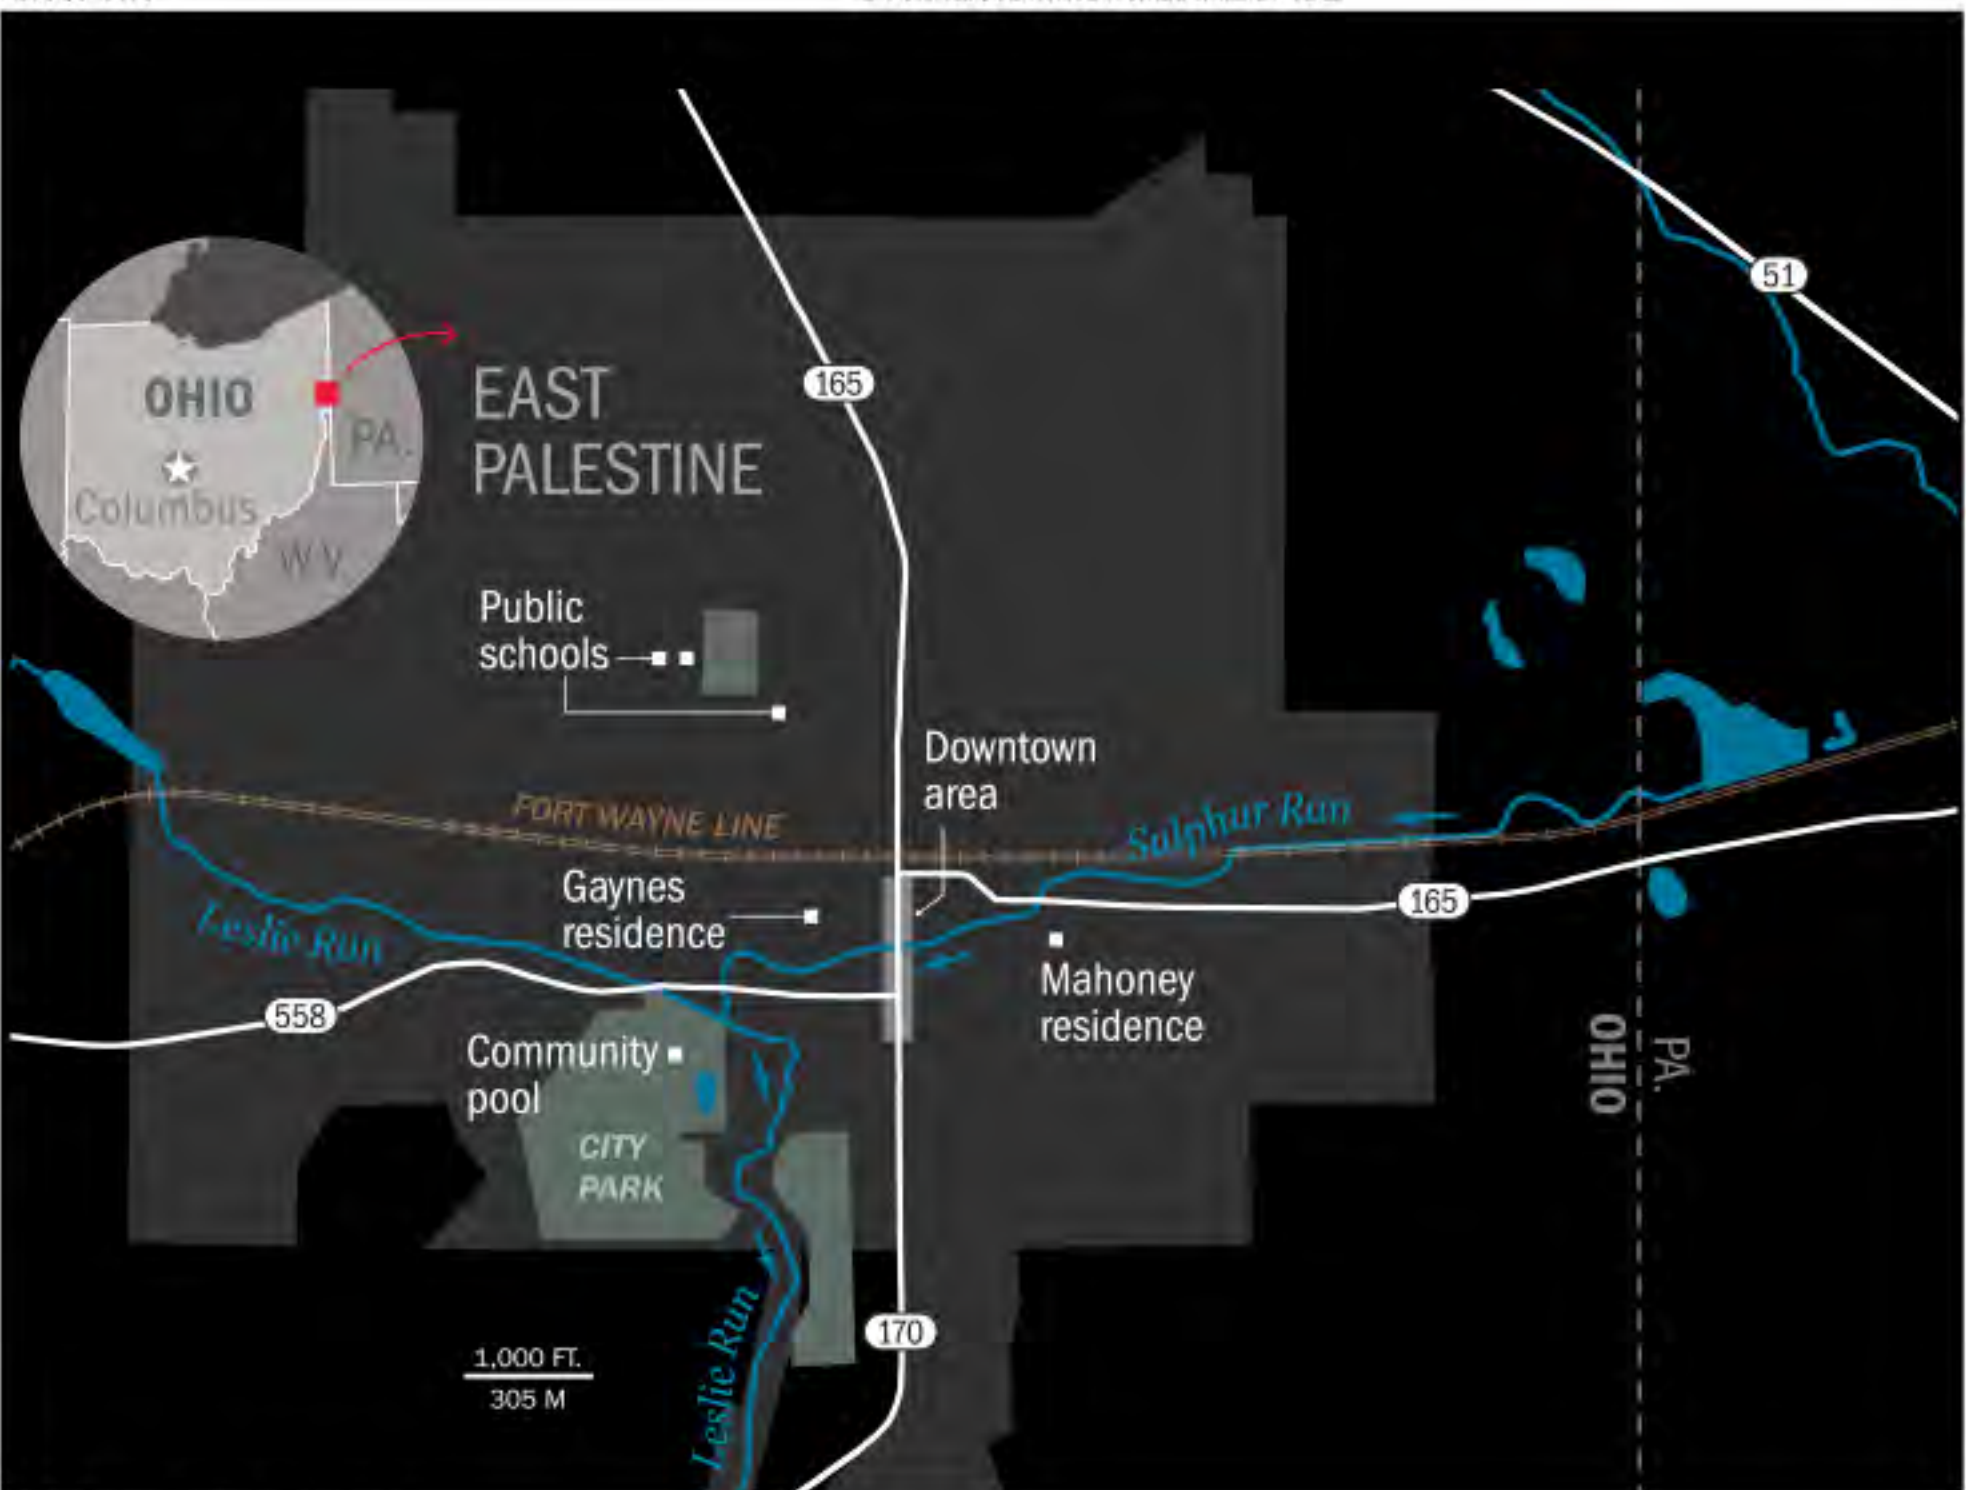 51
165
OHIO
PA.
Columbus
W.V.
EAST
PALESTINE
Public
schools
Downtown
area
FORT WAYNE LINE
Sulphur Run
Gaynes
residence
165
Leslie Run
Mahoney
residence
558
Community
pool
CITY
PARK
OHIO
PA.
170
Leslie Run
1,000 FT.
305 M